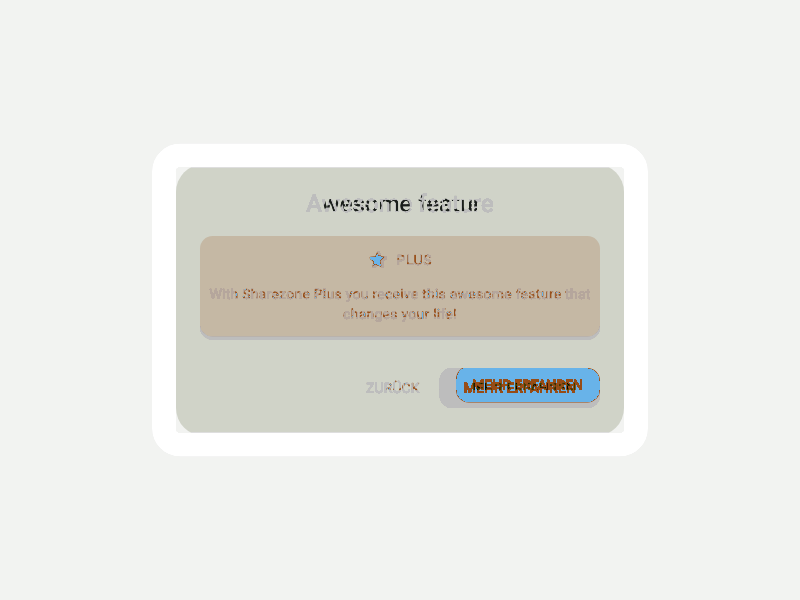 Awesome feature
PLUS
With Sharezone Plus you receive this awesome feature that
changes your life!
ZURÜCK
MEHR ERFAHREN